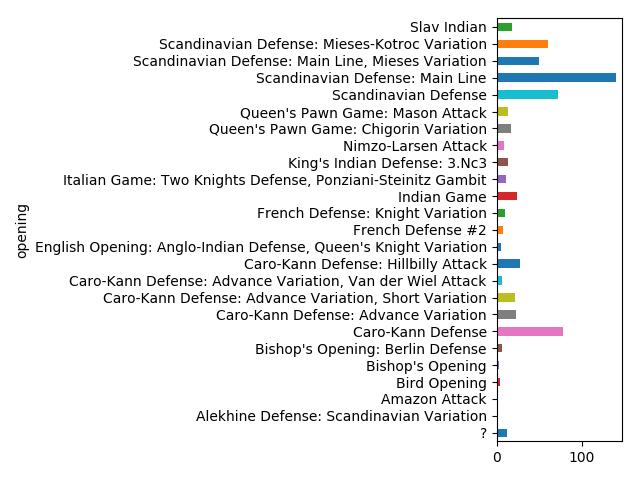 Slav Indian
Scandinavian Defense: Mieses-Kotroc Variation
Scandinavian Defense: Main Line, Mieses Variation
Scandinavian Defense: Main Line
Scandinavian Defense
Queen's Pawn Game: Mason Attack
Queen's Pawn Game: Chigorin Variation
Nimzo-Larsen Attack
King's Indian Defense: 3.Nc3
Italian Game: Two Knights Defense, Ponziani-Steinitz Gambit
Indian Game
French Defense: Knight Variation
French Defense #2
English Opening: Anglo-Indian Defense, Queen's Knight Variation
Caro-Kann Defense: Hillbilly Attack
Caro-Kann Defense: Advance Variation, Van der Wiel Attack
Caro-Kann Defense: Advance Variation, Short Variation
Caro-Kann Defense: Advance Variation
Caro-Kann Defense
Bishop's Opening: Berlin Defense
Bishop's Opening
Bird Opening
Amazon Attack
Alekhine Defense: Scandinavian Variation
?
opening
0 100